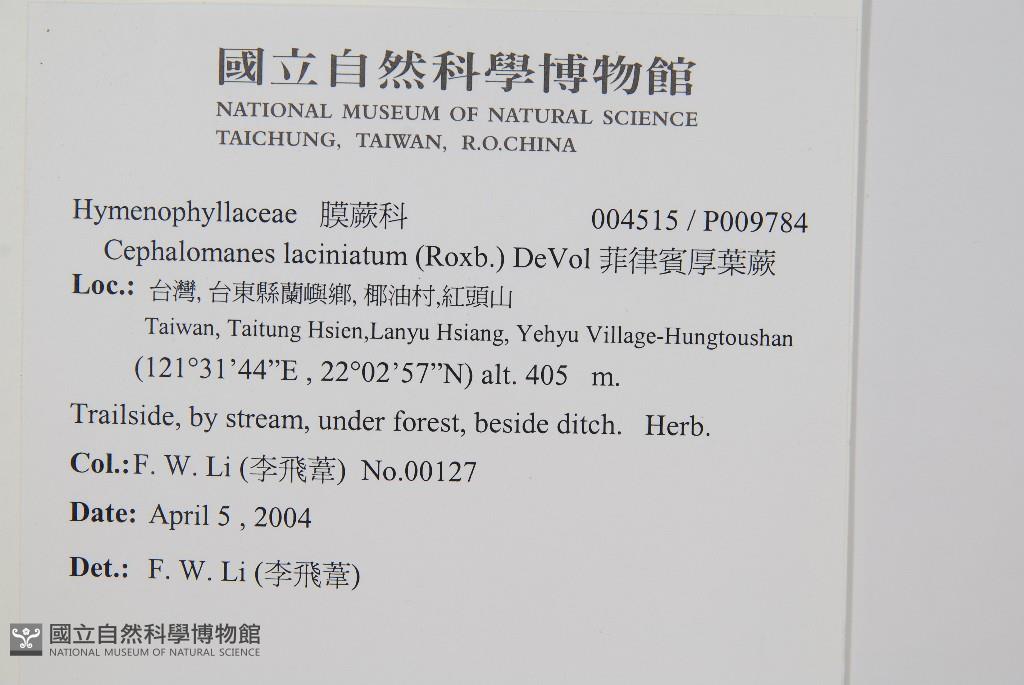 國立自然科學博物館
NATIONAL MUSEUM OF NATURAL SCIENCE
TAICHUNG, TAIWAN, R.O.CHINA
Hymenophyllaceae 膜蕨科 004515 / P009784
Cephalomanes laciniatum (Roxb.) DeVol 菲律賓厚葉蕨
Loc.: 台灣, 台東縣蘭嶼鄉, 椰油村,紅頭山
Taiwan, Taitung Hsien,Lanyu Hsiang, Yehyu Village-Hungtoushan
(121°31’44”E , 22°02’57”N) alt. 405 m.
Trailside, by stream, under forest, beside ditch. Herb.
Col.:F. W. Li (李飛葦) No.00127
Date: April 5 , 2004
Det.: F. W. Li (李飛葦)
國立自然科學博物館
NATIONAL MUSEUM OF NATURAL SCIENCE